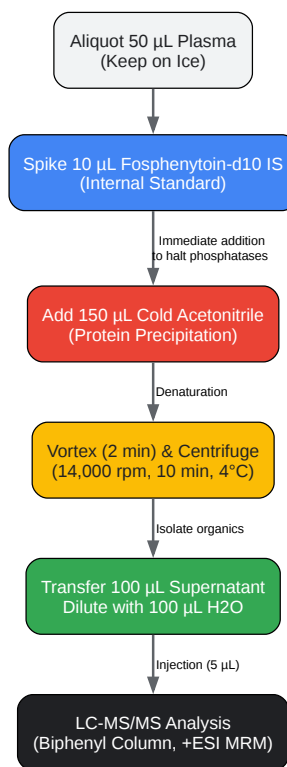 Aliquot 50 µL Plasma
(Keep on Ice)
Spike 10 µL Fosphenytoin-d10 IS
(Internal Standard)
Immediate addition
to halt phosphatases
Add 150 µL Cold Acetonitrile
(Protein Precipitation)
Denaturation
Vortex (2 min) & Centrifuge
(14,000 rpm, 10 min, 4°C)
Isolate organics
Transfer 100 µL Supernatant
Dilute with 100 µL H2O
Injection (5 µL)
LC-MS/MS Analysis
(Biphenyl Column, +ESI MRM)